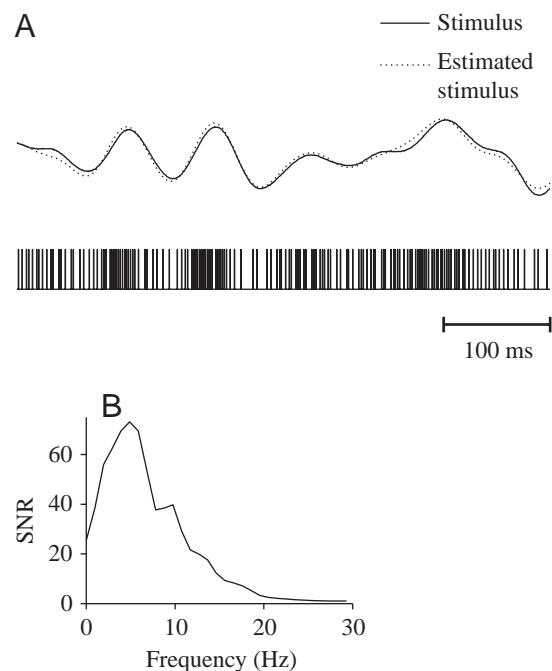 A
Stimulus
Estimated
stimulus
100 ms
B
60
40
20
0
SNR
0 10 20 30
Frequency (Hz)